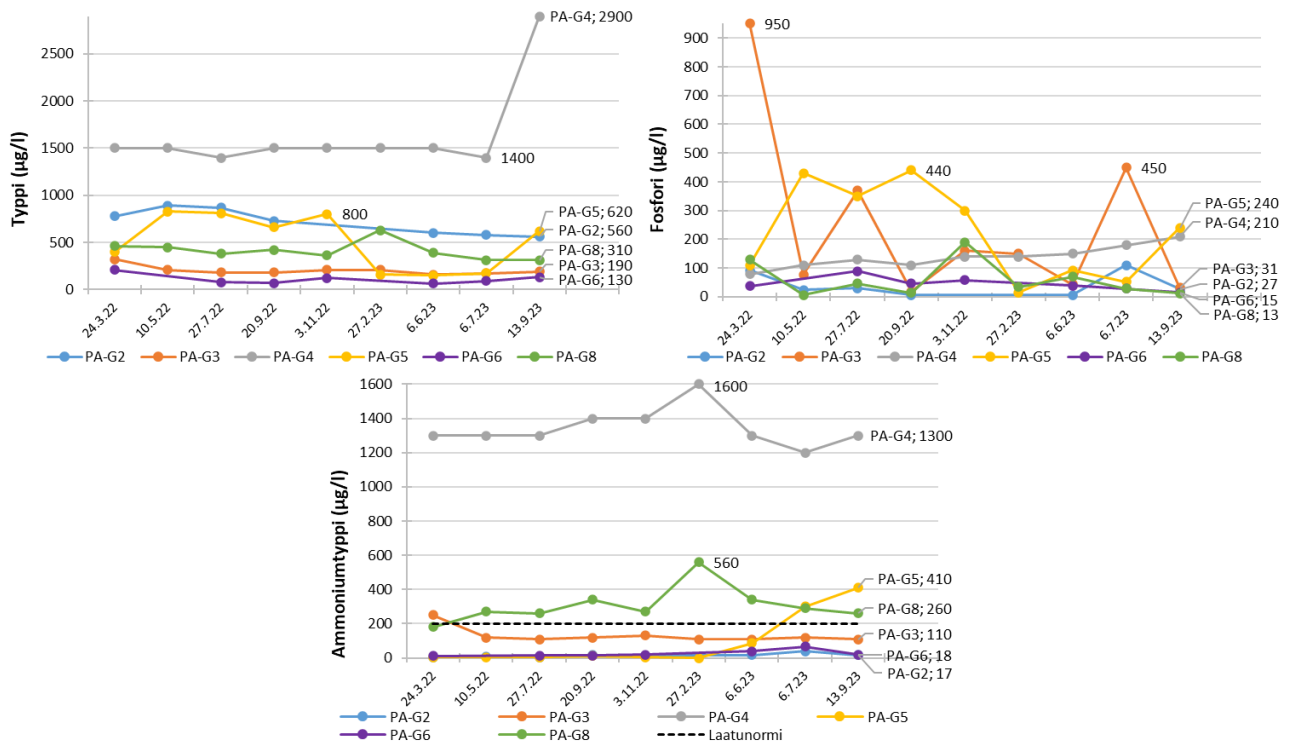 Typpi (µg/l)
2500
2000
1500
1000
500
0
PA-G4; 2900
1400
800
PA-G5; 620
PA-G2; 560
PA-G8; 310
PA-G3; 190
PA-G6; 130
24.3.22 10.5.22 27.7.22 20.9.22 3.11.22 27.2.23 6.6.23 6.7.23 13.9.23
PA-G2 PA-G3 PA-G4 PA-G5 PA-G6 PA-G8
Fosfori (µg/l)
900
800
700
600
500
400
300
200
100
0
950
440
450
PA-G5; 240
PA-G4; 210
PA-G3; 31
PA-G2; 27
PA-G6; 15
PA-G8; 13
24.3.22 10.5.22 27.7.22 20.9.22 3.11.22 27.2.23 6.6.23 6.7.23 13.9.23
PA-G2 PA-G3 PA-G4 PA-G5 PA-G6 PA-G8
Ammoniumtyppi (µg/l)
1600
1400
1200
1000
800
600
400
200
0
1600
PA-G4; 1300
560
PA-G5; 410
PA-G8; 260
PA-G3; 110
PA-G6; 18
PA-G2; 17
24.3.22 10.5.22 27.7.22 20.9.22 3.11.22 27.2.23 6.6.23 6.7.23 13.9.23
PA-G2 PA-G3 PA-G4 PA-G5
PA-G6 PA-G8 Laatunormi